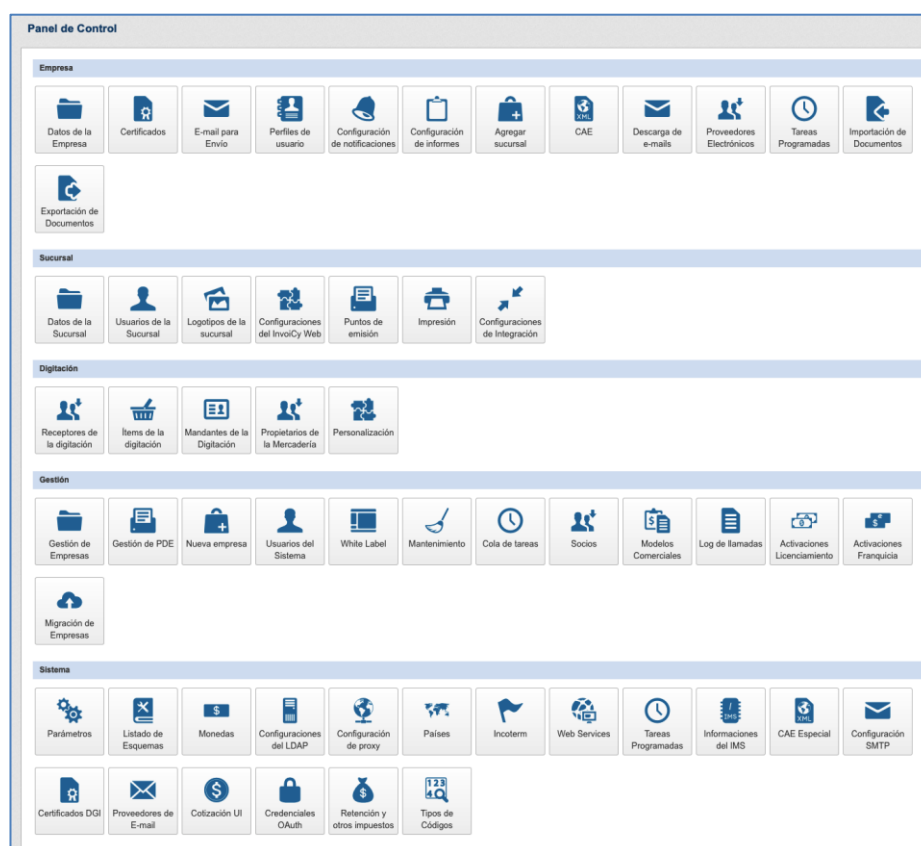 Panel de Control
Empresa
Datos de la
Empresa
Certificados
E-mail para
Envío
Perfiles de
usuario
Configuración
de notificaciones
Configuración
de informes
Agregar
sucursal
XML
CAE
Descarga de
e-mails
Proveedores
Electrónicos
Tareas
Programadas
Importación de
Documentos
Exportación de
Documentos
Sucursal
Datos de la
Sucursal
Usuarios de la
Sucursal
Logotipos de la
sucursal
Configuraciones
del InvoiCy Web
Puntos de
emisión
Impresión
Configuraciones
de Integración
Digitación
Receptores de
la digitación
Ítems de la
digitación
Mandantes de la
Digitación
Propietarios de
la Mercadería
Personalización
Gestión
Gestión de
Empresas
Gestión de PDE
Nueva empresa
Usuarios del
Sistema
White Label
Mantenimiento
Cola de tareas
Socios
Modelos
Comerciales
Log de llamadas
Activaciones
Licenciamiento
Activaciones
Franquicia
Migración de
Empresas
Sistema
Parámetros
Listado de
Esquemas
Monedas
Configuraciones
del LDAP
Configuración
de proxy
Países
Incoterm
Web Services
Tareas
Programadas
IMS
Informaciones
del IMS
XML
CAE Especial
Configuración
SMTP
Certificados DGI
Proveedores de
E-mail
Cotización UI
Credenciales
OAuth
Retención y
otros impuestos
123
4
Tipos de
Códigos